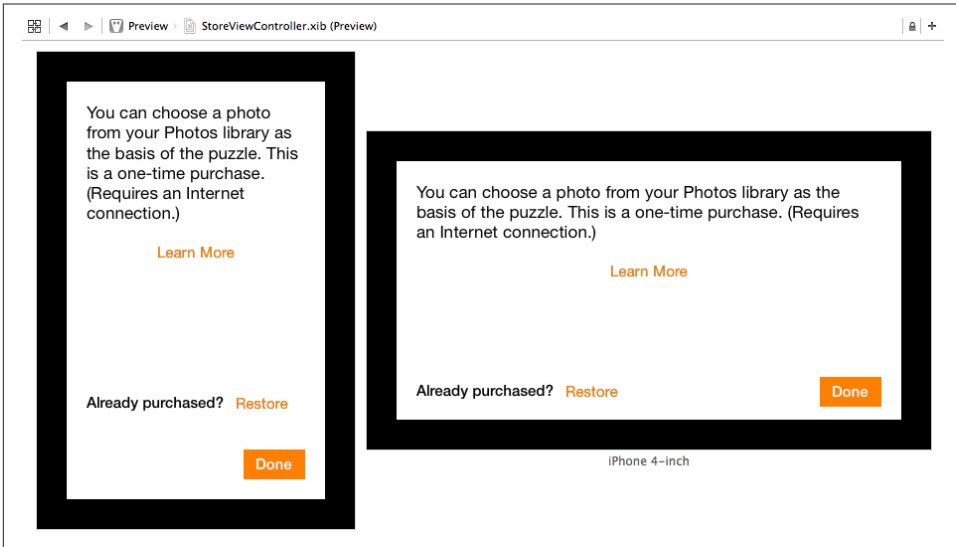 Preview StoreViewController.xib (Preview)
You can choose a photo
from your Photos library as
the basis of the puzzle. This
is a one-time purchase.
(Requires an Internet
connection.)
Learn More
Already purchased? Restore
Done
You can choose a photo from your Photos library as the
basis of the puzzle. This is a one-time purchase. (Requires
an Internet connection.)
Learn More
Already purchased? Restore
Done
iPhone 4-inch